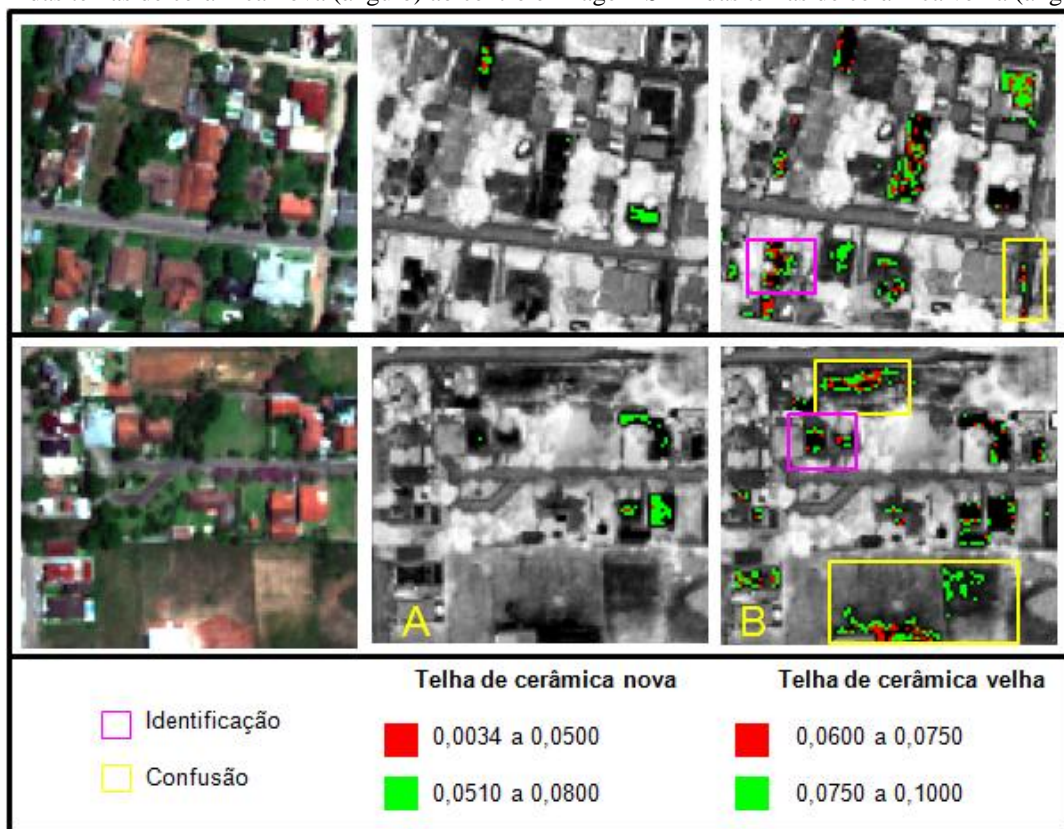 A
B
Telha de cerâmica nova
Telha de cerâmica velha
Identificação
0,0034 a 0,0500
0,0600 a 0,0750
Confusão
0,0510 a 0,0800
0,0750 a 0,1000